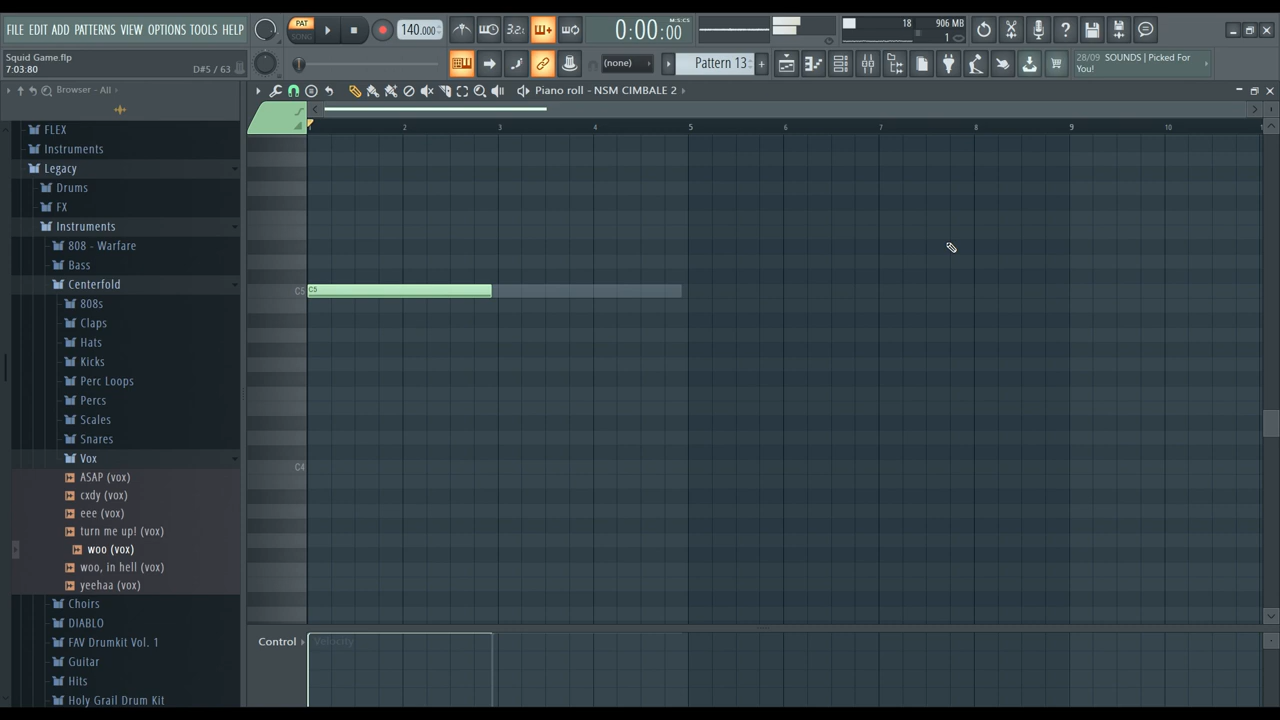 FILE EDIT ADD PATTERNS VIEW OPTIONS TOOLS HELP
PAT
SONG
140.000
3.2.
0:00:00
M:S:CS
18
906 MB
1
Squid Game.flp
7:03:80
D#5 / 63
(none)
Pattern 13
+
28/09 SOUNDS | Picked For You!
Browser - All
Piano roll - NSM CIMBALE 2
1 2 3 4 5 6 7 8 9 10
FLEX
Instruments
Legacy
Drums
FX
Instruments
808 - Warfare
Bass
Centerfold
C5
C5
808s
Claps
Hats
Kicks
Perc Loops
Percs
Scales
Snares
Vox
C4
ASAP (vox)
cxdy (vox)
eee (vox)
turn me up! (vox)
woo (vox)
woo, in hell (vox)
yeehaa (vox)
Choirs
DIABLO
FAV Drumkit Vol. 1
Guitar
Hits
Holy Grail Drum Kit
Control
Velocity